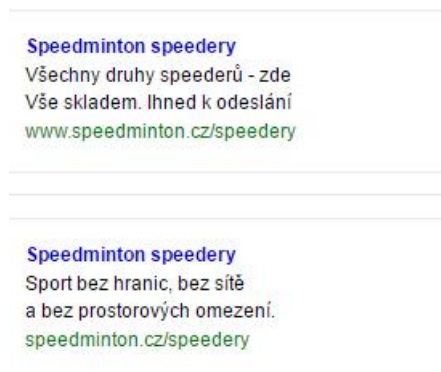 Speedminton speedery
Všechny druhy speederů - zde
Vše skladem. Ihned k odeslání
www.speedminton.cz/speedery
Speedminton speedery
Sport bez hranic, bez sítě
a bez prostorových omezení.
speedminton.cz/speedery